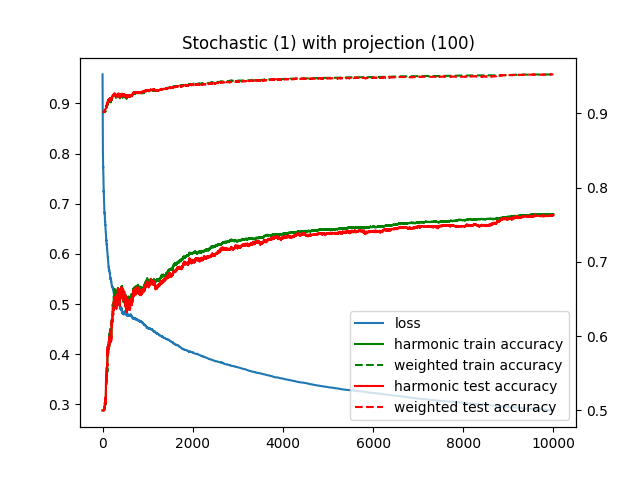 Stochastic (1) with projection (100)
0.9
0.8
0.7
0.6
0.5
0.4
0.3
0.9
0.8
0.7
0.6
0.5
loss
harmonic train accuracy
weighted train accuracy
harmonic test accuracy
weighted test accuracy
0 2000 4000 6000 8000 10000